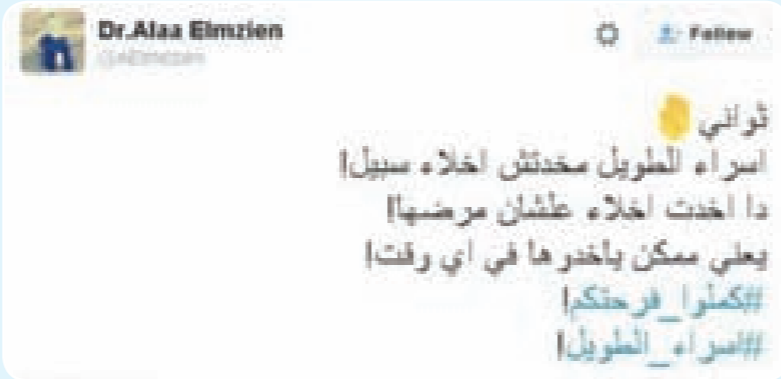 Dr.Alaa Elmzien
Follow
ثواني
اسراء الطويل مخدتش اخلاء سبيل!
دا اخدت اخلاء علشان مرضها!
يعني ممكن ياخدوها في اي وقت!
#كملوا_فرحتكم!
#اسراء_الطويل!